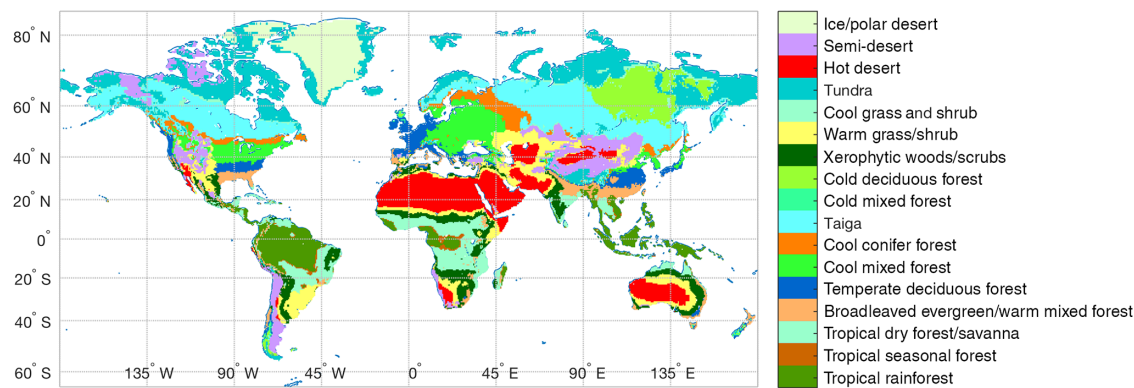 80° N
60° N
40° N
20° N
0°
20° S
40° S
60° S
135° W
90° W
45° W
0°
45° E
90° E
135° E
Ice/polar desert
Semi-desert
Hot desert
Tundra
Cool grass and shrub
Warm grass/shrub
Xerophytic woods/scrubs
Cold deciduous forest
Cold mixed forest
Taiga
Cool conifer forest
Cool mixed forest
Temperate deciduous forest
Broadleaved evergreen/warm mixed forest
Tropical dry forest/savanna
Tropical seasonal forest
Tropical rainforest